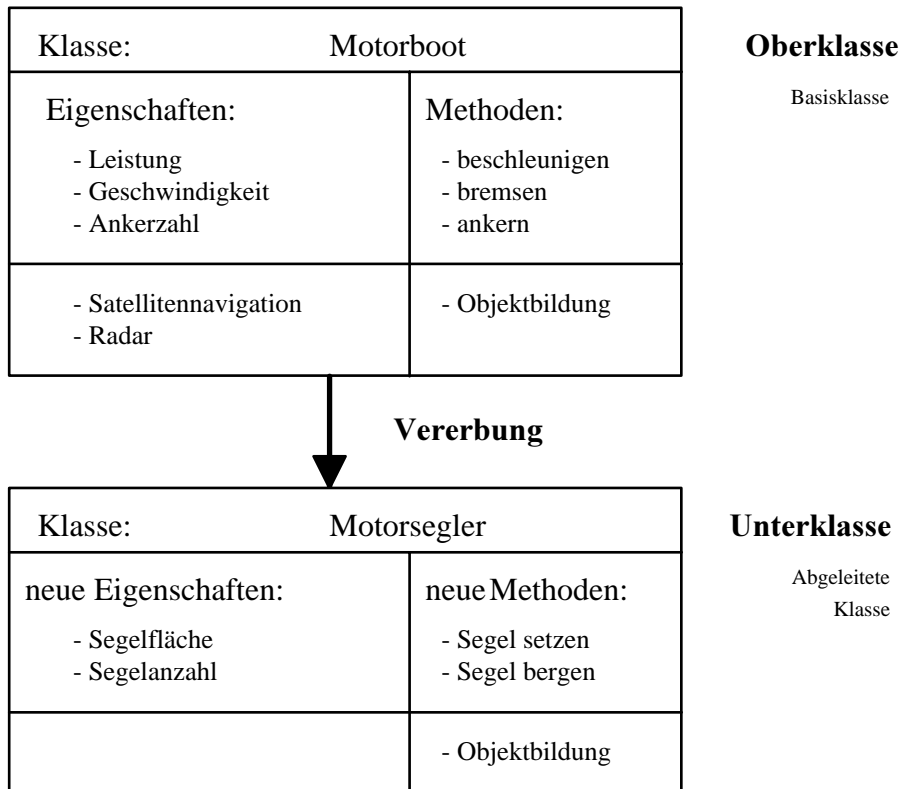 Klasse: Motorboot
Oberklasse
Basisklasse
Eigenschaften:
- Leistung
- Geschwindigkeit
- Ankerzahl
Methoden:
- beschleunigen
- bremsen
- ankern
- Satellitennavigation
- Radar
- Objektbildung
Vererbung
Klasse: Motorsegler
Unterklasse
Abgeleitete
Klasse
neue Eigenschaften:
- Segelfläche
- Segelanzahl
neue Methoden:
- Segel setzen
- Segel bergen
- Objektbildung